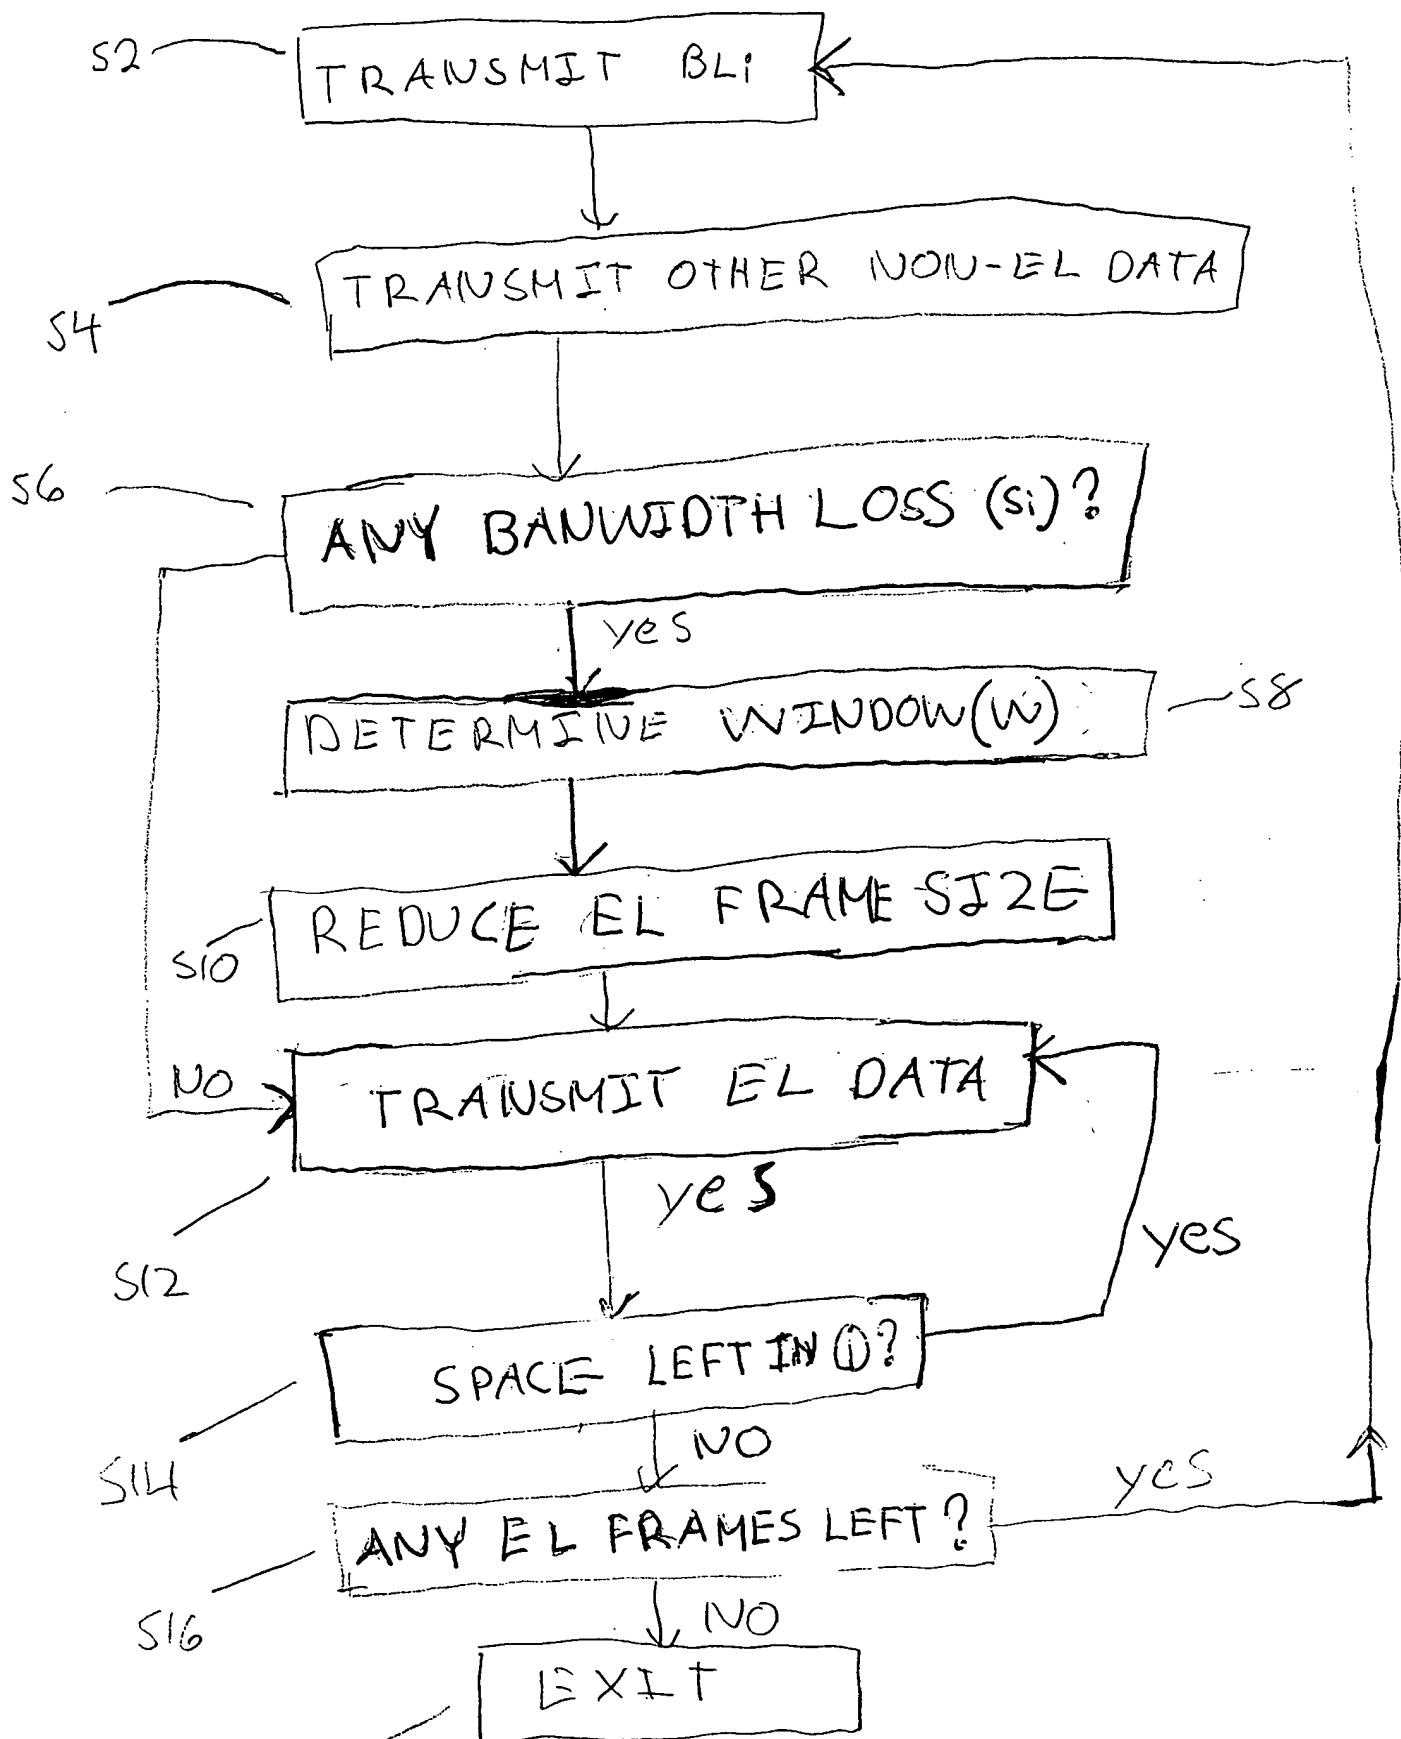 S2
TRANSMIT BLi
TRANSMIT OTHER NON-EL DATA
S4
S6
ANY BANWIDTH LOSS (Si)?
yes
DETERMINE WINDOW(W)
S8
REDUCE EL FRAME SIZE
S10
NO
TRANSMIT EL DATA
yes
yes
S12
SPACE LEFT IN i?
NO
S14
yes
ANY EL FRAMES LEFT?
S16
NO
EXIT